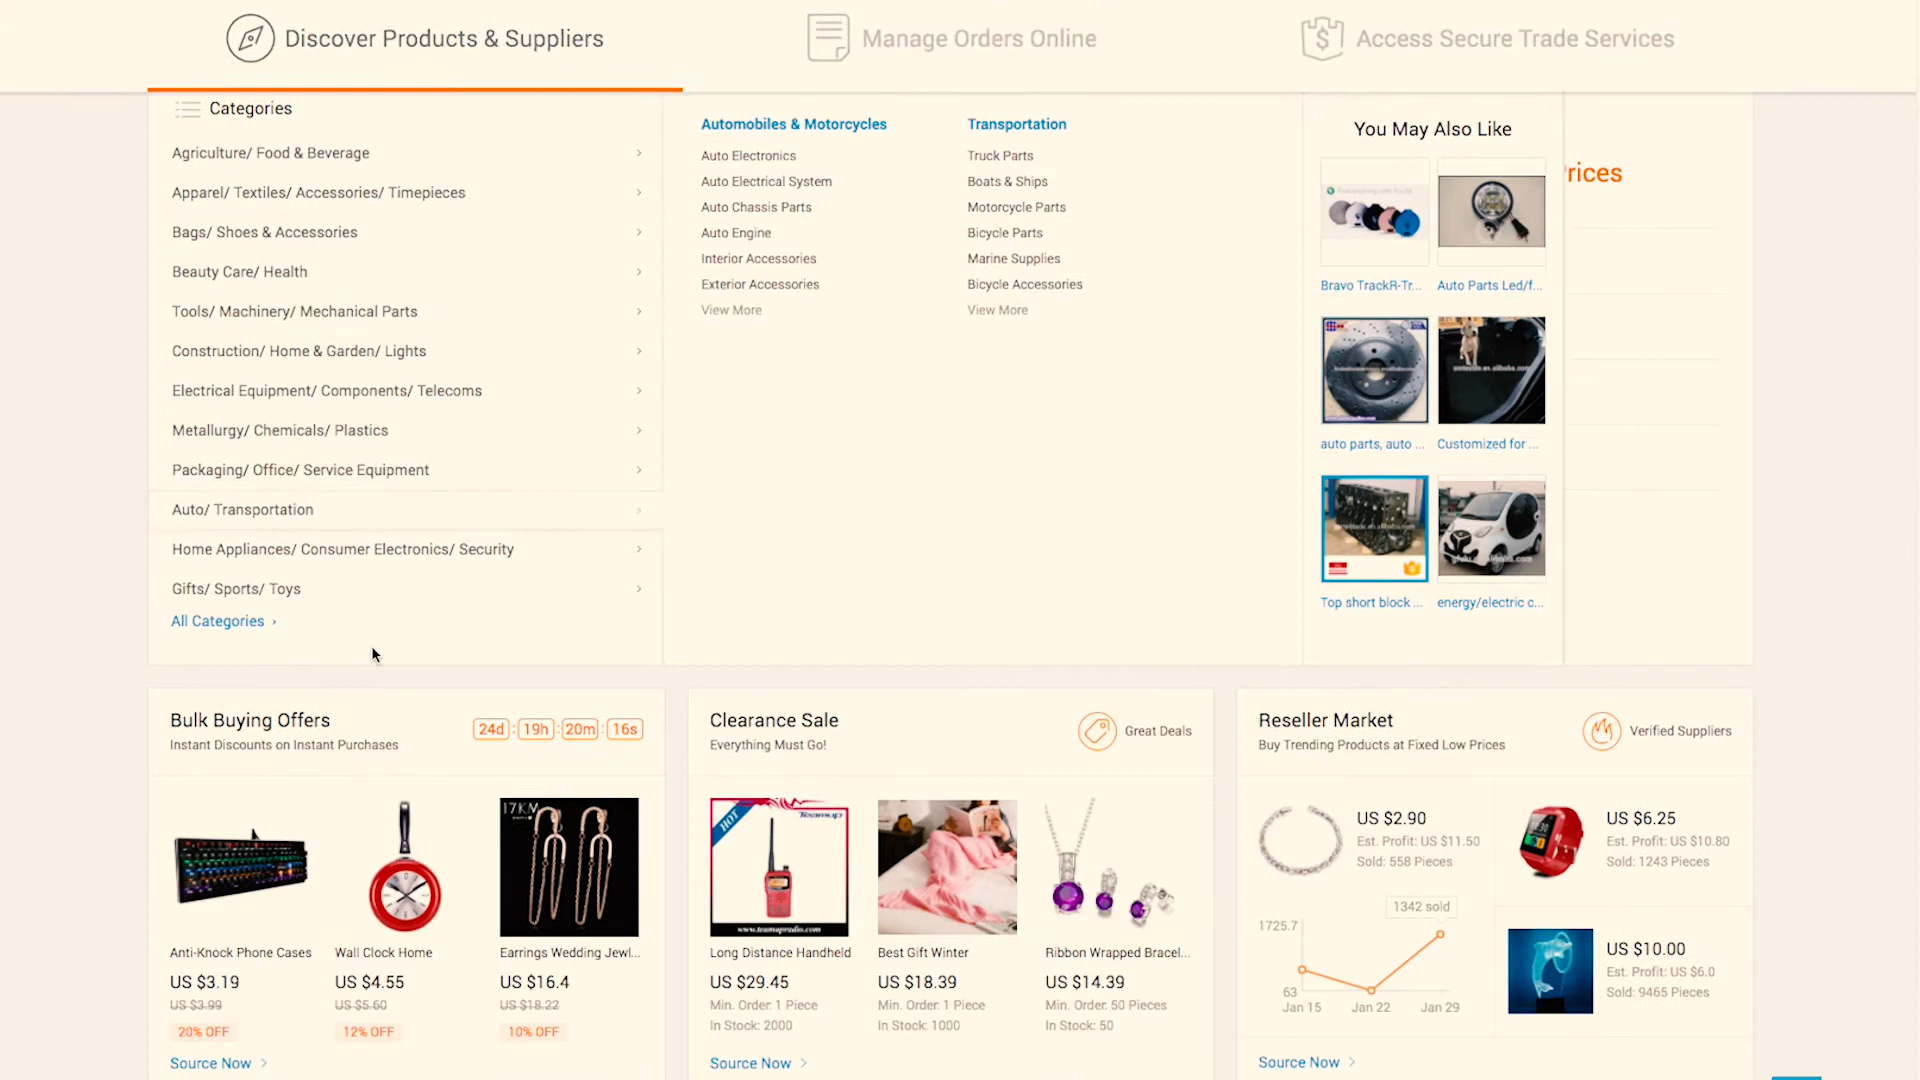 Discover Products & Suppliers
Manage Orders Online
Access Secure Trade Services
Categories
Agriculture/ Food & Beverage
Apparel/ Textiles/ Accessories/ Timepieces
Bags/ Shoes & Accessories
Beauty Care/ Health
Tools/ Machinery/ Mechanical Parts
Construction/ Home & Garden/ Lights
Electrical Equipment/ Components/ Telecoms
Metallurgy/ Chemicals/ Plastics
Packaging/ Office/ Service Equipment
Auto/ Transportation
Home Appliances/ Consumer Electronics/ Security
Gifts/ Sports/ Toys
All Categories
Automobiles & Motorcycles
Auto Electronics
Auto Electrical System
Auto Chassis Parts
Auto Engine
Interior Accessories
Exterior Accessories
View More
Transportation
Truck Parts
Boats & Ships
Motorcycle Parts
Bicycle Parts
Marine Supplies
Bicycle Accessories
View More
You May Also Like
Bravo TrackR-Tr...
Auto Parts Led/f...
auto parts, auto ...
Customized for ...
Top short block ...
energy/electric c...
rices
Bulk Buying Offers
Instant Discounts on Instant Purchases
24d : 19h : 20m : 16s
17KM
Anti-Knock Phone Cases
US $3.19
US $3.99
20% OFF
Wall Clock Home
US $4.55
US $5.60
12% OFF
Earrings Wedding Jewl...
US $16.4
US $18.22
10% OFF
Source Now
Clearance Sale
Everything Must Go!
Great Deals
HOT
Teamup
www.teamupradio.com
Long Distance Handheld
US $29.45
Min. Order: 1 Piece
In Stock: 2000
Best Gift Winter
US $18.39
Min. Order: 1 Piece
In Stock: 1000
Ribbon Wrapped Bracel...
US $14.39
Min. Order: 50 Pieces
In Stock: 50
Source Now
Reseller Market
Buy Trending Products at Fixed Low Prices
Verified Suppliers
US $2.90
Est. Profit: US $11.50
Sold: 558 Pieces
1342 sold
1725.7
63
Jan 15
Jan 22
Jan 29
US $6.25
Est. Profit: US $10.80
Sold: 1243 Pieces
US $10.00
Est. Profit: US $6.0
Sold: 9465 Pieces
Source Now